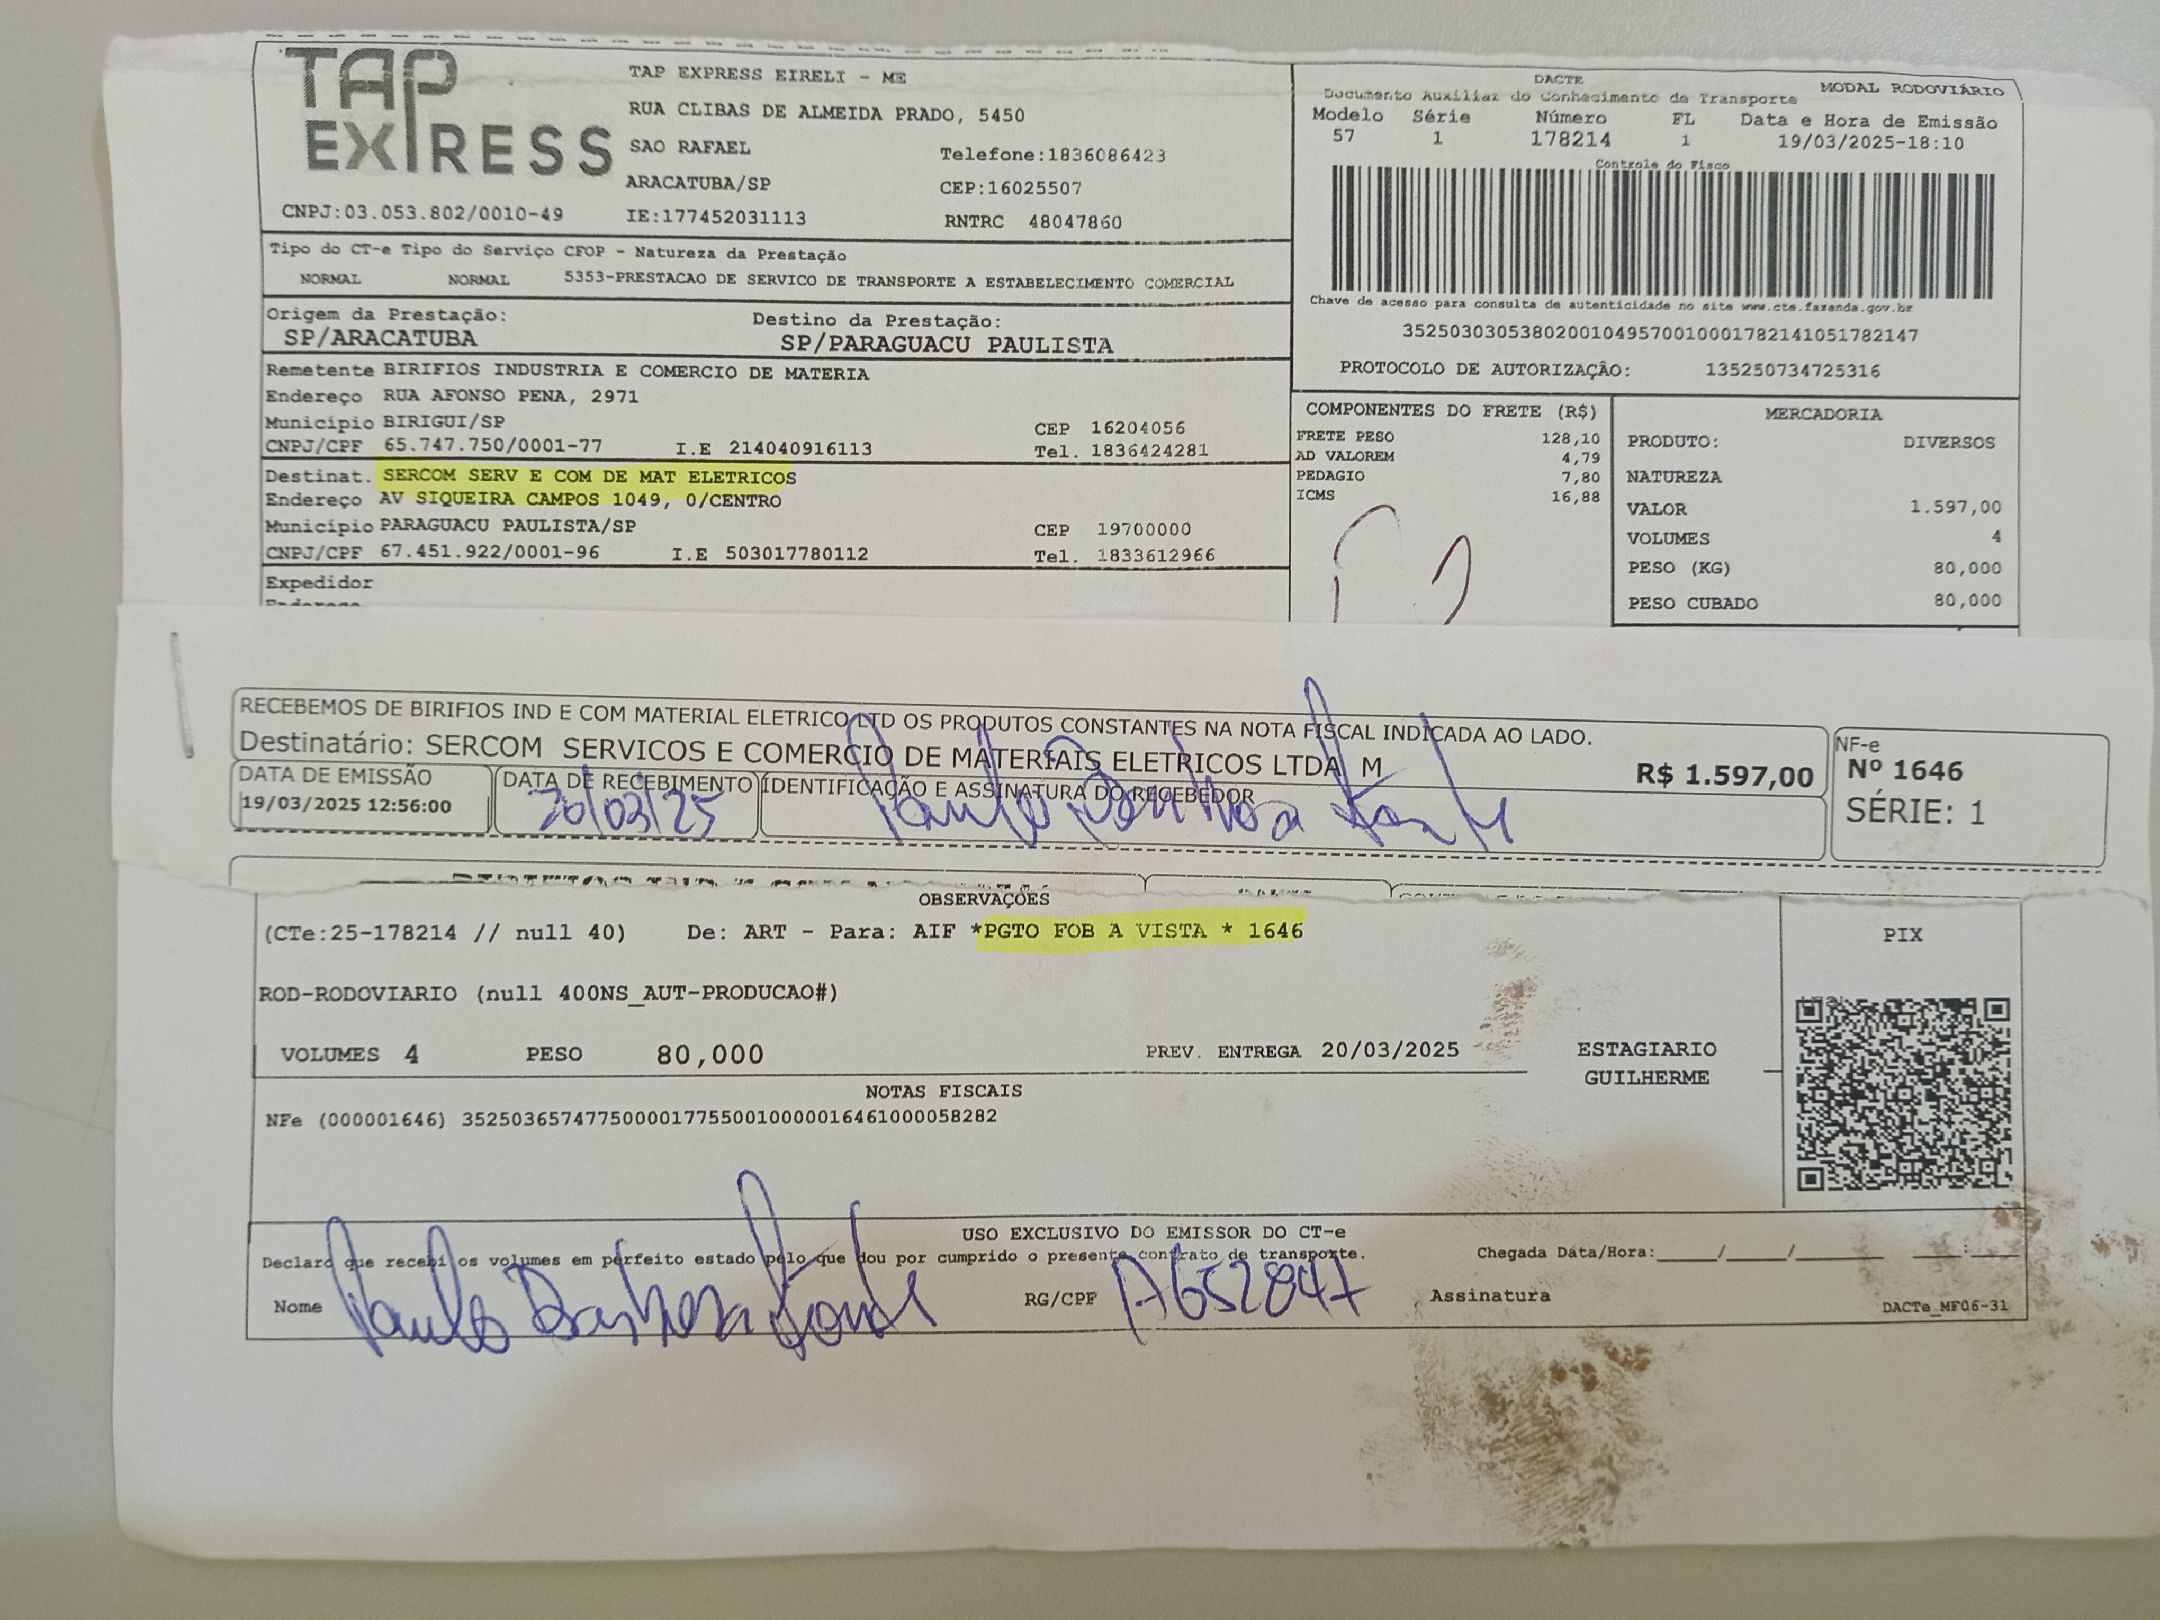 TAP
EXPRESS
TAP EXPRESS EIRELI - ME
RUA CLIBAS DE ALMEIDA PRADO, 5450
SAO RAFAEL
Telefone:1836086423
ARACATUBA/SP
CEP:16025507
CNPJ:03.053.802/0010-49
IE:177452031113
RNTRC 48047860
DACTE
MODAL RODOVIÁRIO
Documento Auxiliar do Conhecimento de Transporte
Modelo Série Número FL Data e Hora de Emissão
57 1 178214 1 19/03/2025-18:10
Controle do Fisco
Chave de acesso para consulta de autenticidade no site www.cte.fazenda.gov.br
35250303053802001049570010001782141051782147
PROTOCOLO DE AUTORIZAÇÃO: 135250734725316
Tipo do CT-e Tipo do Serviço CFOP - Natureza da Prestação
NORMAL NORMAL 5353-PRESTACAO DE SERVICO DE TRANSPORTE A ESTABELECIMENTO COMERCIAL
Origem da Prestação: Destino da Prestação:
SP/ARACATUBA SP/PARAGUACU PAULISTA
Remetente BIRIFIOS INDUSTRIA E COMERCIO DE MATERIA
Endereço RUA AFONSO PENA, 2971
Município BIRIGUI/SP CEP 16204056
CNPJ/CPF 65.747.750/0001-77 I.E 214040916113 Tel. 1836424281
Destinat. SERCOM SERV E COM DE MAT ELETRICOS
Endereço AV SIQUEIRA CAMPOS 1049, 0/CENTRO
Município PARAGUACU PAULISTA/SP CEP 19700000
CNPJ/CPF 67.451.922/0001-96 I.E 503017780112 Tel. 1833612966
Expedidor
COMPONENTES DO FRETE (R$)
FRETE PESO 128,10
AD VALOREM 4,79
PEDAGIO 7,80
ICMS 16,88
MERCADORIA
PRODUTO: DIVERSOS
NATUREZA
VALOR 1.597,00
VOLUMES 4
PESO (KG) 80,000
PESO CUBADO 80,000
RECEBEMOS DE BIRIFIOS IND E COM MATERIAL ELETRICO LTD OS PRODUTOS CONSTANTES NA NOTA FISCAL INDICADA AO LADO.
Destinatário: SERCOM SERVICOS E COMERCIO DE MATERIAIS ELETRICOS LTDA M
R$ 1.597,00
DATA DE EMISSÃO
19/03/2025 12:56:00
DATA DE RECEBIMENTO
20/03/25
IDENTIFICAÇÃO E ASSINATURA DO RECEBEDOR
NF-e
Nº 1646
SÉRIE: 1
OBSERVAÇÕES
(CTe:25-178214 // null 40) De: ART - Para: AIF *PGTO FOB A VISTA * 1646
ROD-RODOVIARIO (null 400NS_AUT-PRODUCAO#)
VOLUMES 4 PESO 80,000 PREV. ENTREGA 20/03/2025
ESTAGIARIO
GUILHERME
PIX
NOTAS FISCAIS
NFe (000001646) 35250365747750000177550010000016461000058282
USO EXCLUSIVO DO EMISSOR DO CT-e
Declaro que recebi os volumes em perfeito estado pelo que dou por cumprido o presente contrato de transporte.
Chegada Data/Hora:____/____/______ ___:___
Nome
RG/CPF
Assinatura
DACTe_MF06-31